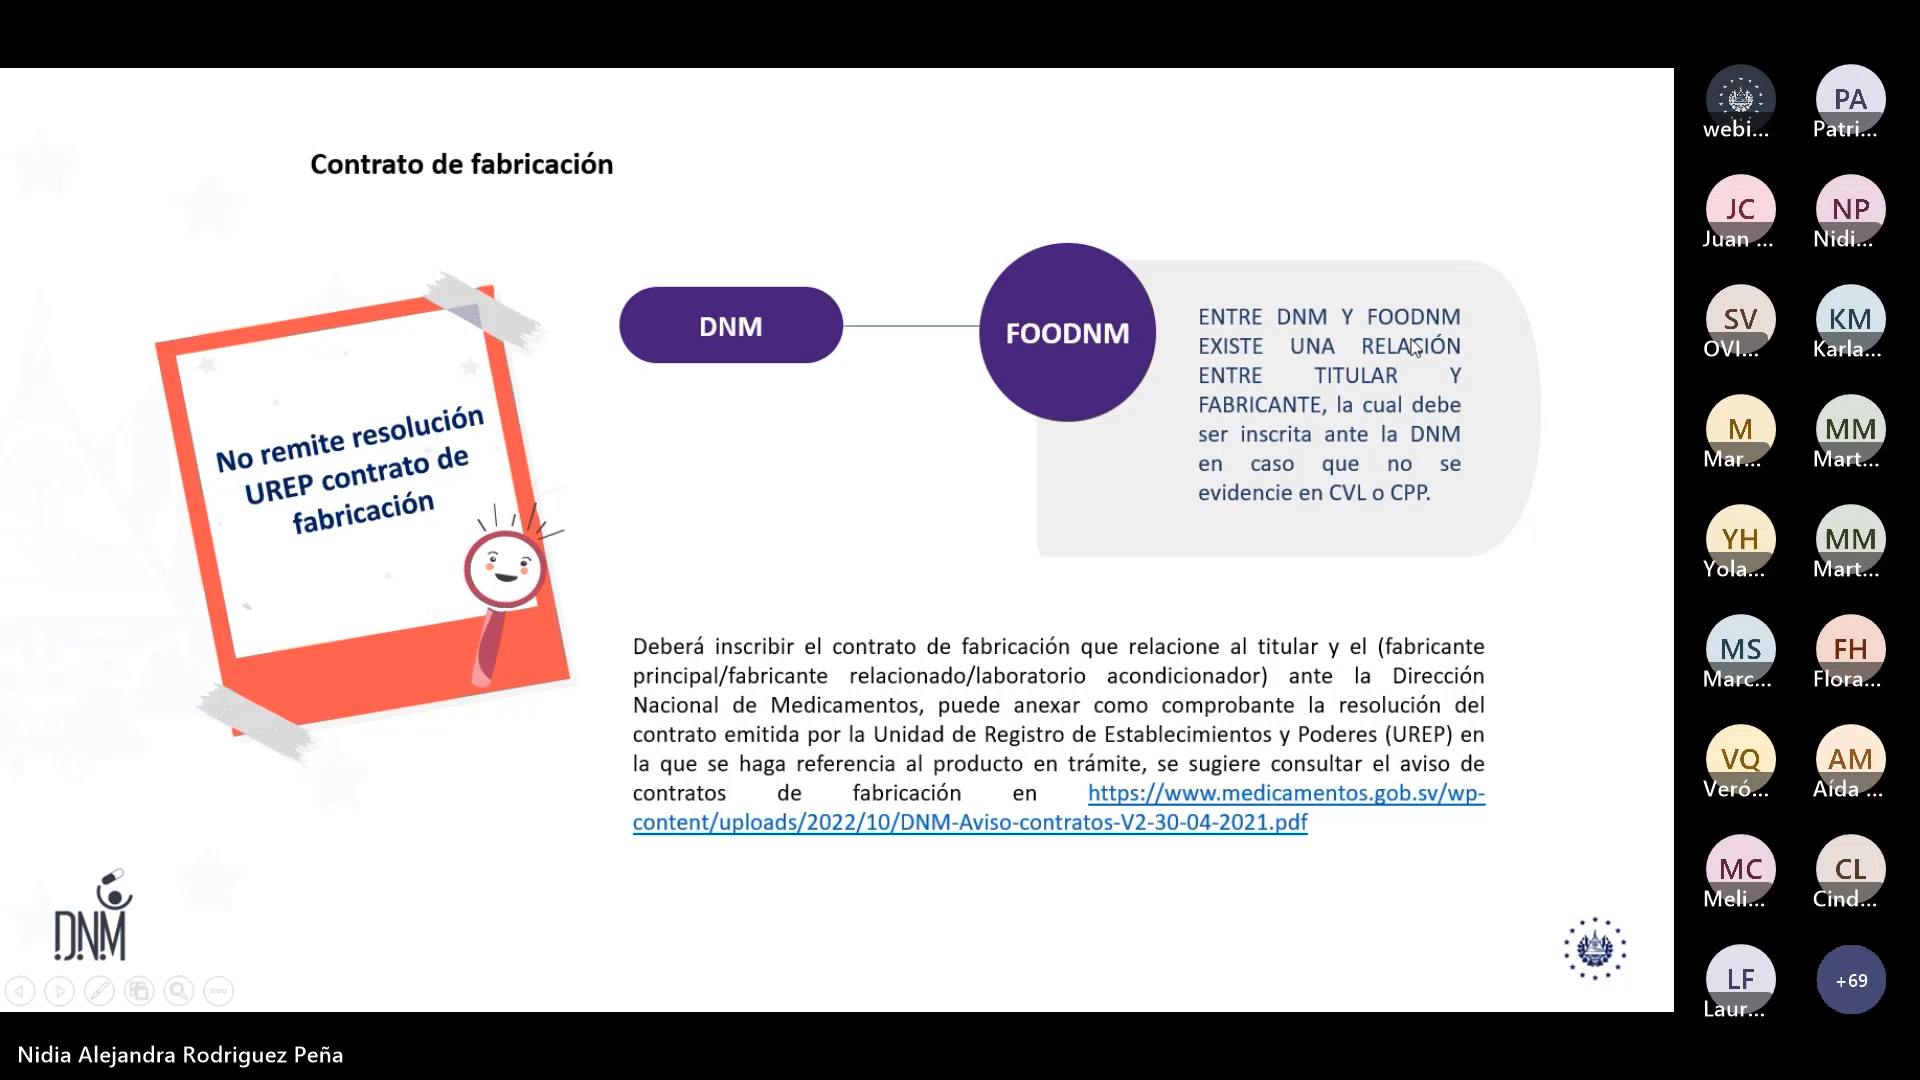 Contrato de fabricación
No remite resolución
UREP contrato de
fabricación
DNM
FOODNM
ENTRE DNM Y FOODNM
EXISTE UNA RELACIÓN
ENTRE TITULAR Y
FABRICANTE, la cual debe
ser inscrita ante la DNM
en caso que no se
evidencie en CVL o CPP.
Deberá inscribir el contrato de fabricación que relacione al titular y el (fabricante
principal/fabricante relacionado/laboratorio acondicionador) ante la Dirección
Nacional de Medicamentos, puede anexar como comprobante la resolución del
contrato emitida por la Unidad de Registro de Establecimientos y Poderes (UREP) en
la que se haga referencia al producto en trámite, se sugiere consultar el aviso de
contratos de fabricación en https://www.medicamentos.gob.sv/wp-
content/uploads/2022/10/DNM-Aviso-contratos-V2-30-04-2021.pdf
DNM
Nidia Alejandra Rodriguez Peña
webi...
PA
Patri...
JC
Juan ...
NP
Nidi...
SV
OVI...
KM
Karla...
M
Mar...
MM
Mart...
YH
Yola...
MM
Mart...
MS
Marc...
FH
Flora...
VQ
Veró...
AM
Aída ...
MC
Meli...
CL
Cind...
LF
Laur...
+69